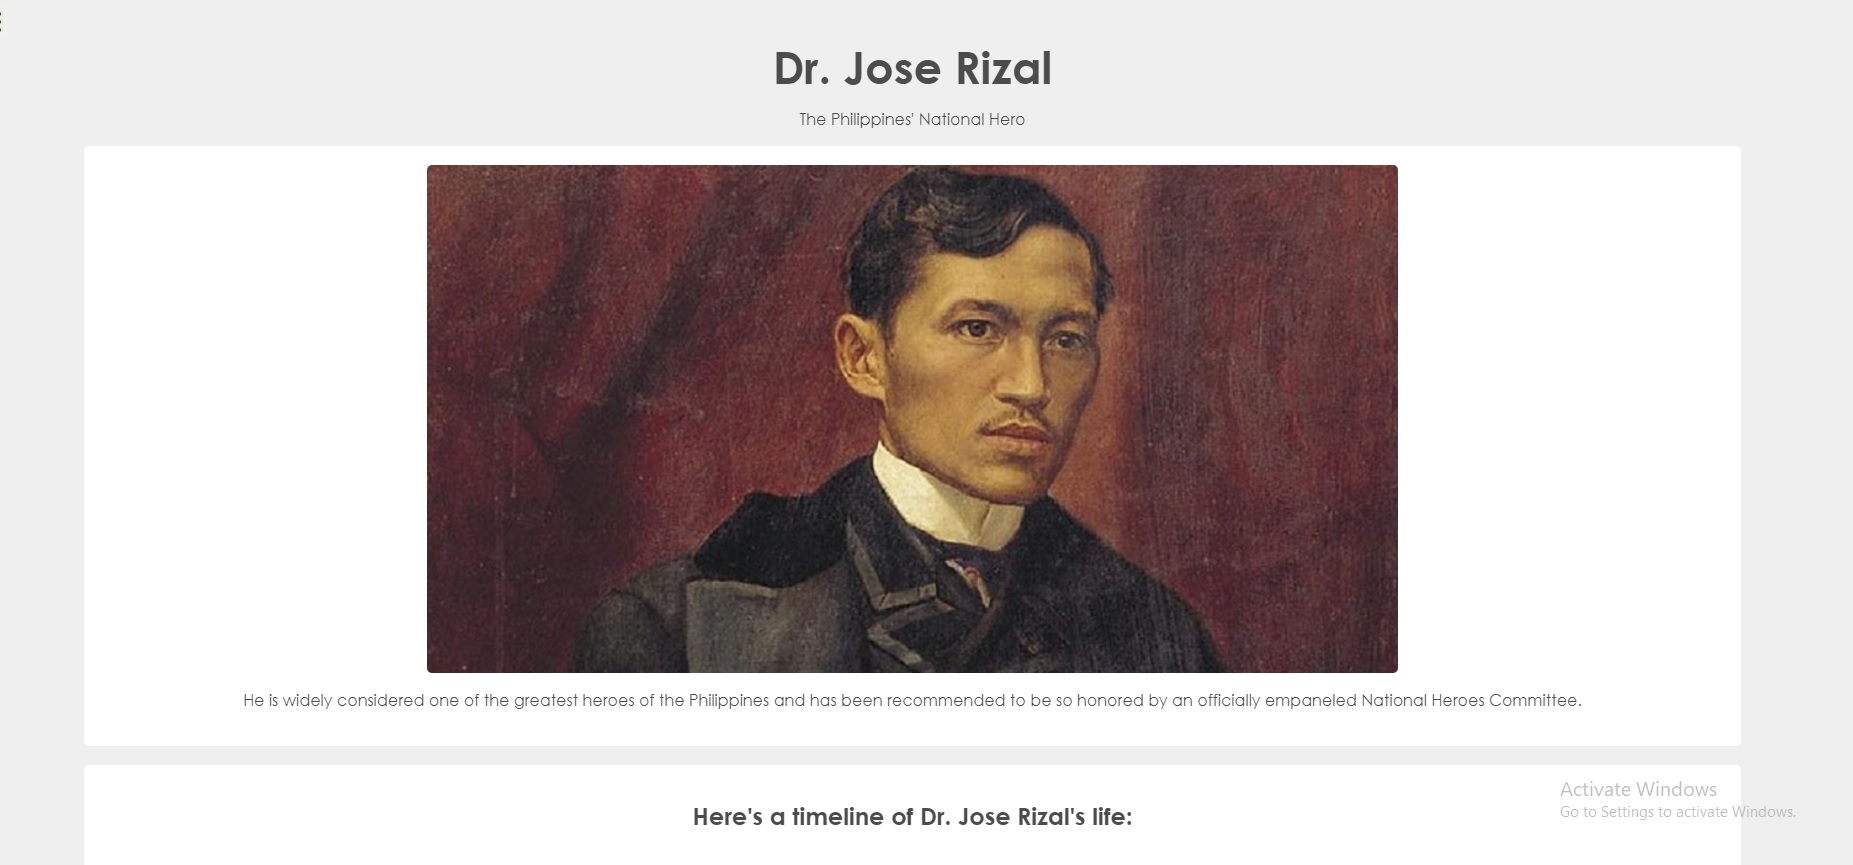 Dr. Jose Rizal
The Philippines' National Hero
He is widely considered one of the greatest heroes of the Philippines and has been recommended to be so honored by an officially empaneled National Heroes Committee.
Here's a timeline of Dr. Jose Rizal's life:
Activate Windows
Go to Settings to activate Windows.